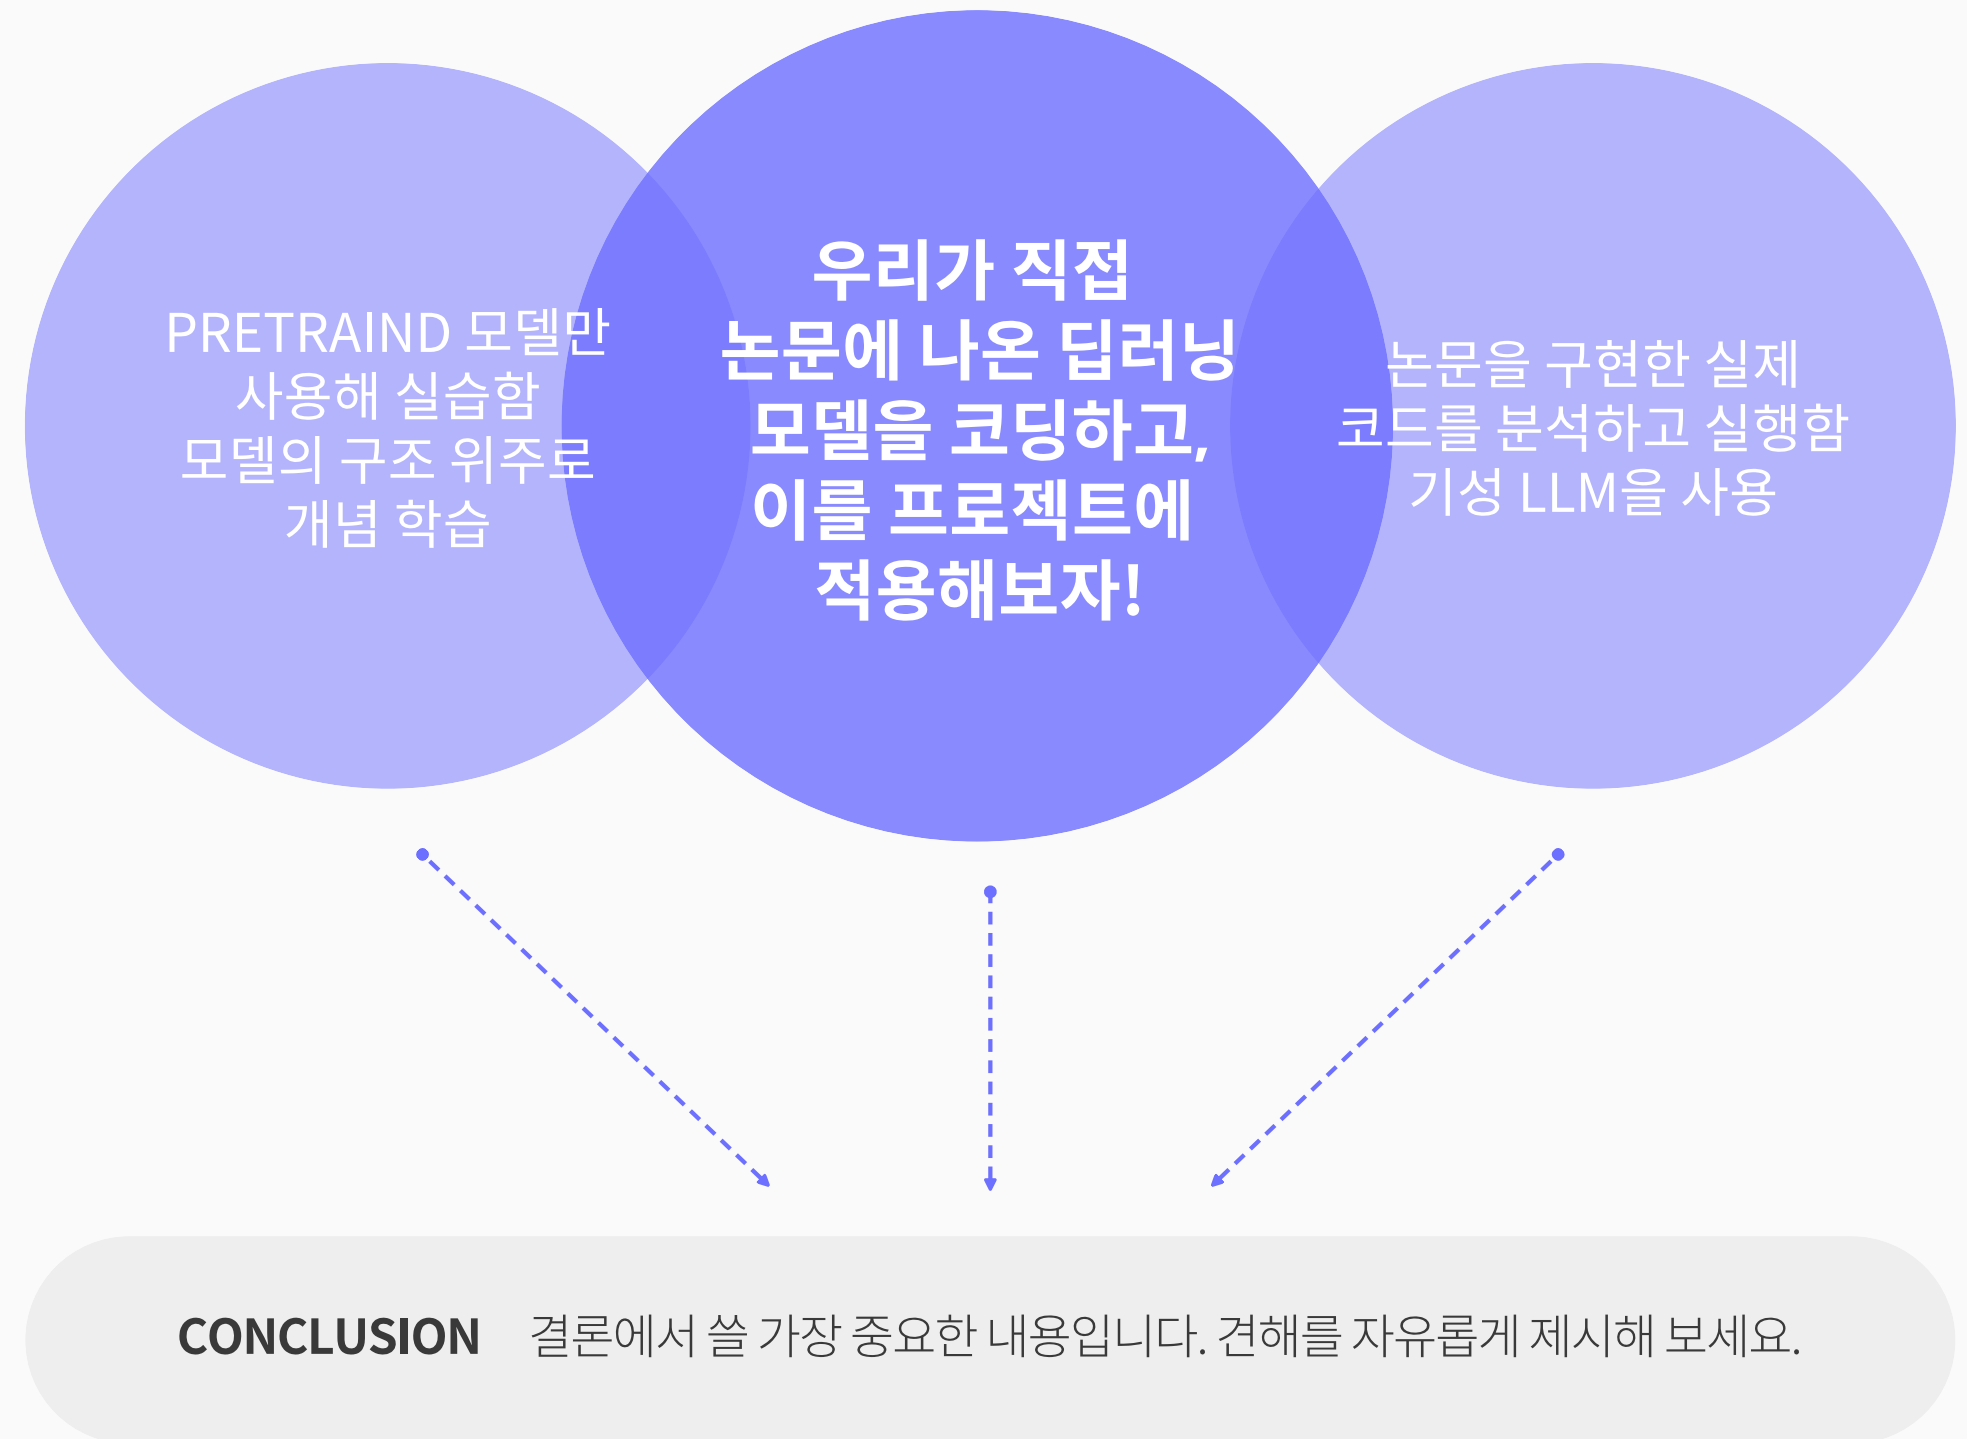 PRETRAIND 모델만
사용해 실습함
모델의 구조 위주로
개념 학습
우리가 직접
논문에 나온 딥러닝
모델을 코딩하고,
이를 프로젝트에
적용해보자!
논문을 구현한 실제
코드를 분석하고 실행함
기성 LLM을 사용
CONCLUSION 결론에서 쓸 가장 중요한 내용입니다. 견해를 자유롭게 제시해 보세요.